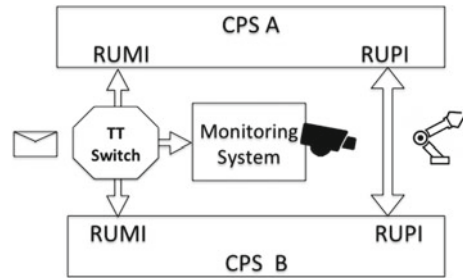 CPS A
RUMI RUPI
TT
Switch
Monitoring
System
RUMI RUPI
CPS B